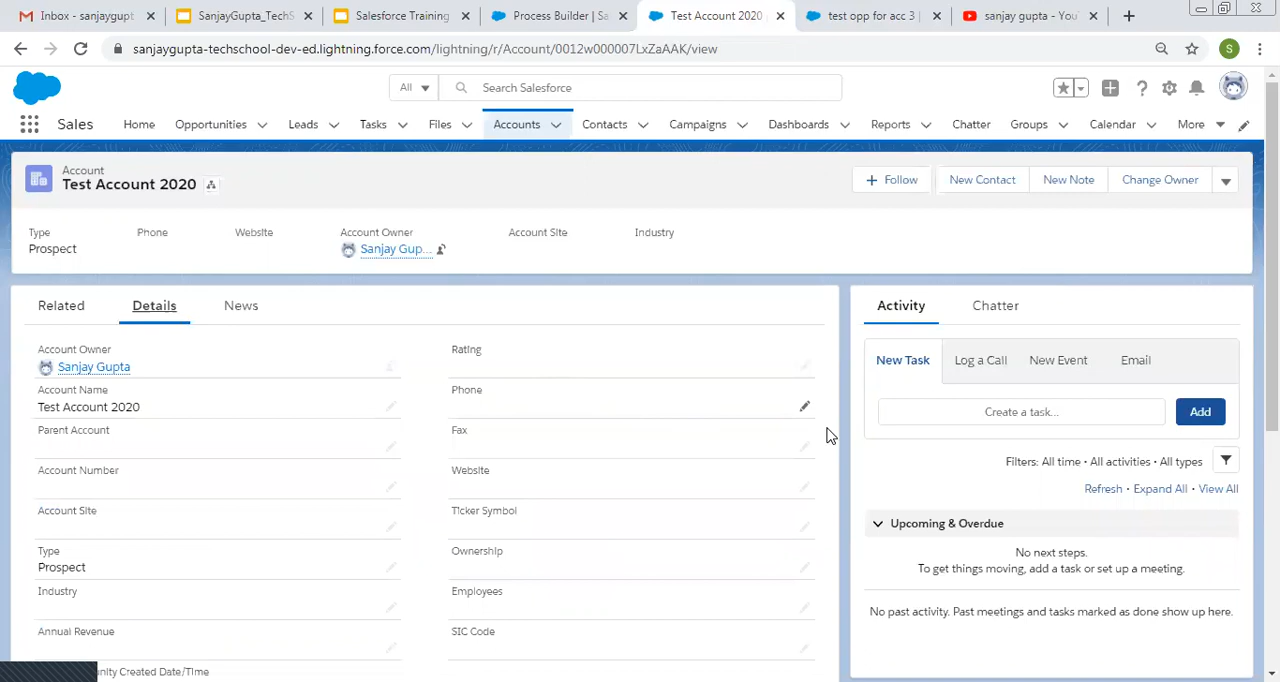 Inbox - sanjaygupt
SanjayGupta_TechS
Salesforce Training
Process Builder | Sa
Test Account 2020
test opp for acc 3 |
sanjay gupta - You
S
sanjaygupta-techschool-dev-ed.lightning.force.com/lightning/r/Account/0012w000007LxZaAAK/view
All
Search Salesforce
Sales
Home
Opportunities
Leads
Tasks
Files
Accounts
Contacts
Campaigns
Dashboards
Reports
Chatter
Groups
Calendar
More
Account
Test Account 2020
+ Follow
New Contact
New Note
Change Owner
Type
Prospect
Phone
Website
Account Owner
Sanjay Gup...
Account Site
Industry
Related
Details
News
Account Owner
Sanjay Gupta
Account Name
Test Account 2020
Parent Account
Account Number
Account Site
Type
Prospect
Industry
Annual Revenue
unity Created Date/Time
Rating
Phone
Fax
Website
Ticker Symbol
Ownership
Employees
SIC Code
Activity
Chatter
New Task
Log a Call
New Event
Email
Create a task...
Add
Filters: All time • All activities • All types
Refresh • Expand All • View All
Upcoming & Overdue
No next steps.
To get things moving, add a task or set up a meeting.
No past activity. Past meetings and tasks marked as done show up here.